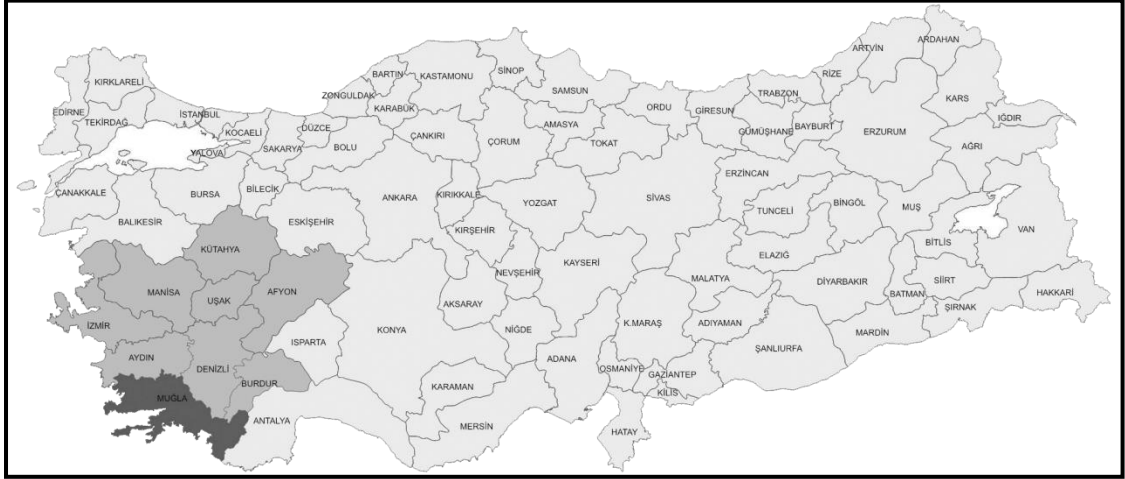 ARDAHAN
ARTVİN
KIRKLARELİ
BARTIN
KASTAMONU
SİNOP
RİZE
SAMSUN
TRABZON
ZONGULDAK
KARS
EDİRNE
İSTANBUL
KARABÜK
ORDU
GİRESUN
TEKİRDAĞ
KOCAELİ
DÜZCE
ÇANKIRI
AMASYA
GÜMÜŞHANE
BAYBURT
IĞDIR
ERZURUM
YALOVA
SAKARYA
BOLU
ÇORUM
TOKAT
AĞRI
ERZİNCAN
ÇANAKKALE
BURSA
BİLECİK
ANKARA
KIRIKKALE
YOZGAT
SİVAS
TUNCELİ
BİNGÖL
MUŞ
BALIKESİR
ESKİŞEHİR
KIRŞEHİR
VAN
KÜTAHYA
BİTLİS
ELAZIĞ
NEVŞEHİR
KAYSERİ
MALATYA
DİYARBAKIR
SİİRT
MANİSA
UŞAK
AFYON
BATMAN
HAKKARİ
AKSARAY
ŞIRNAK
İZMİR
KONYA
NİĞDE
K.MARAŞ
ADIYAMAN
MARDİN
ISPARTA
ŞANLIURFA
AYDIN
ADANA
DENİZLİ
OSMANİYE
GAZİANTEP
BURDUR
KARAMAN
KİLİS
MUĞLA
ANTALYA
MERSİN
HATAY